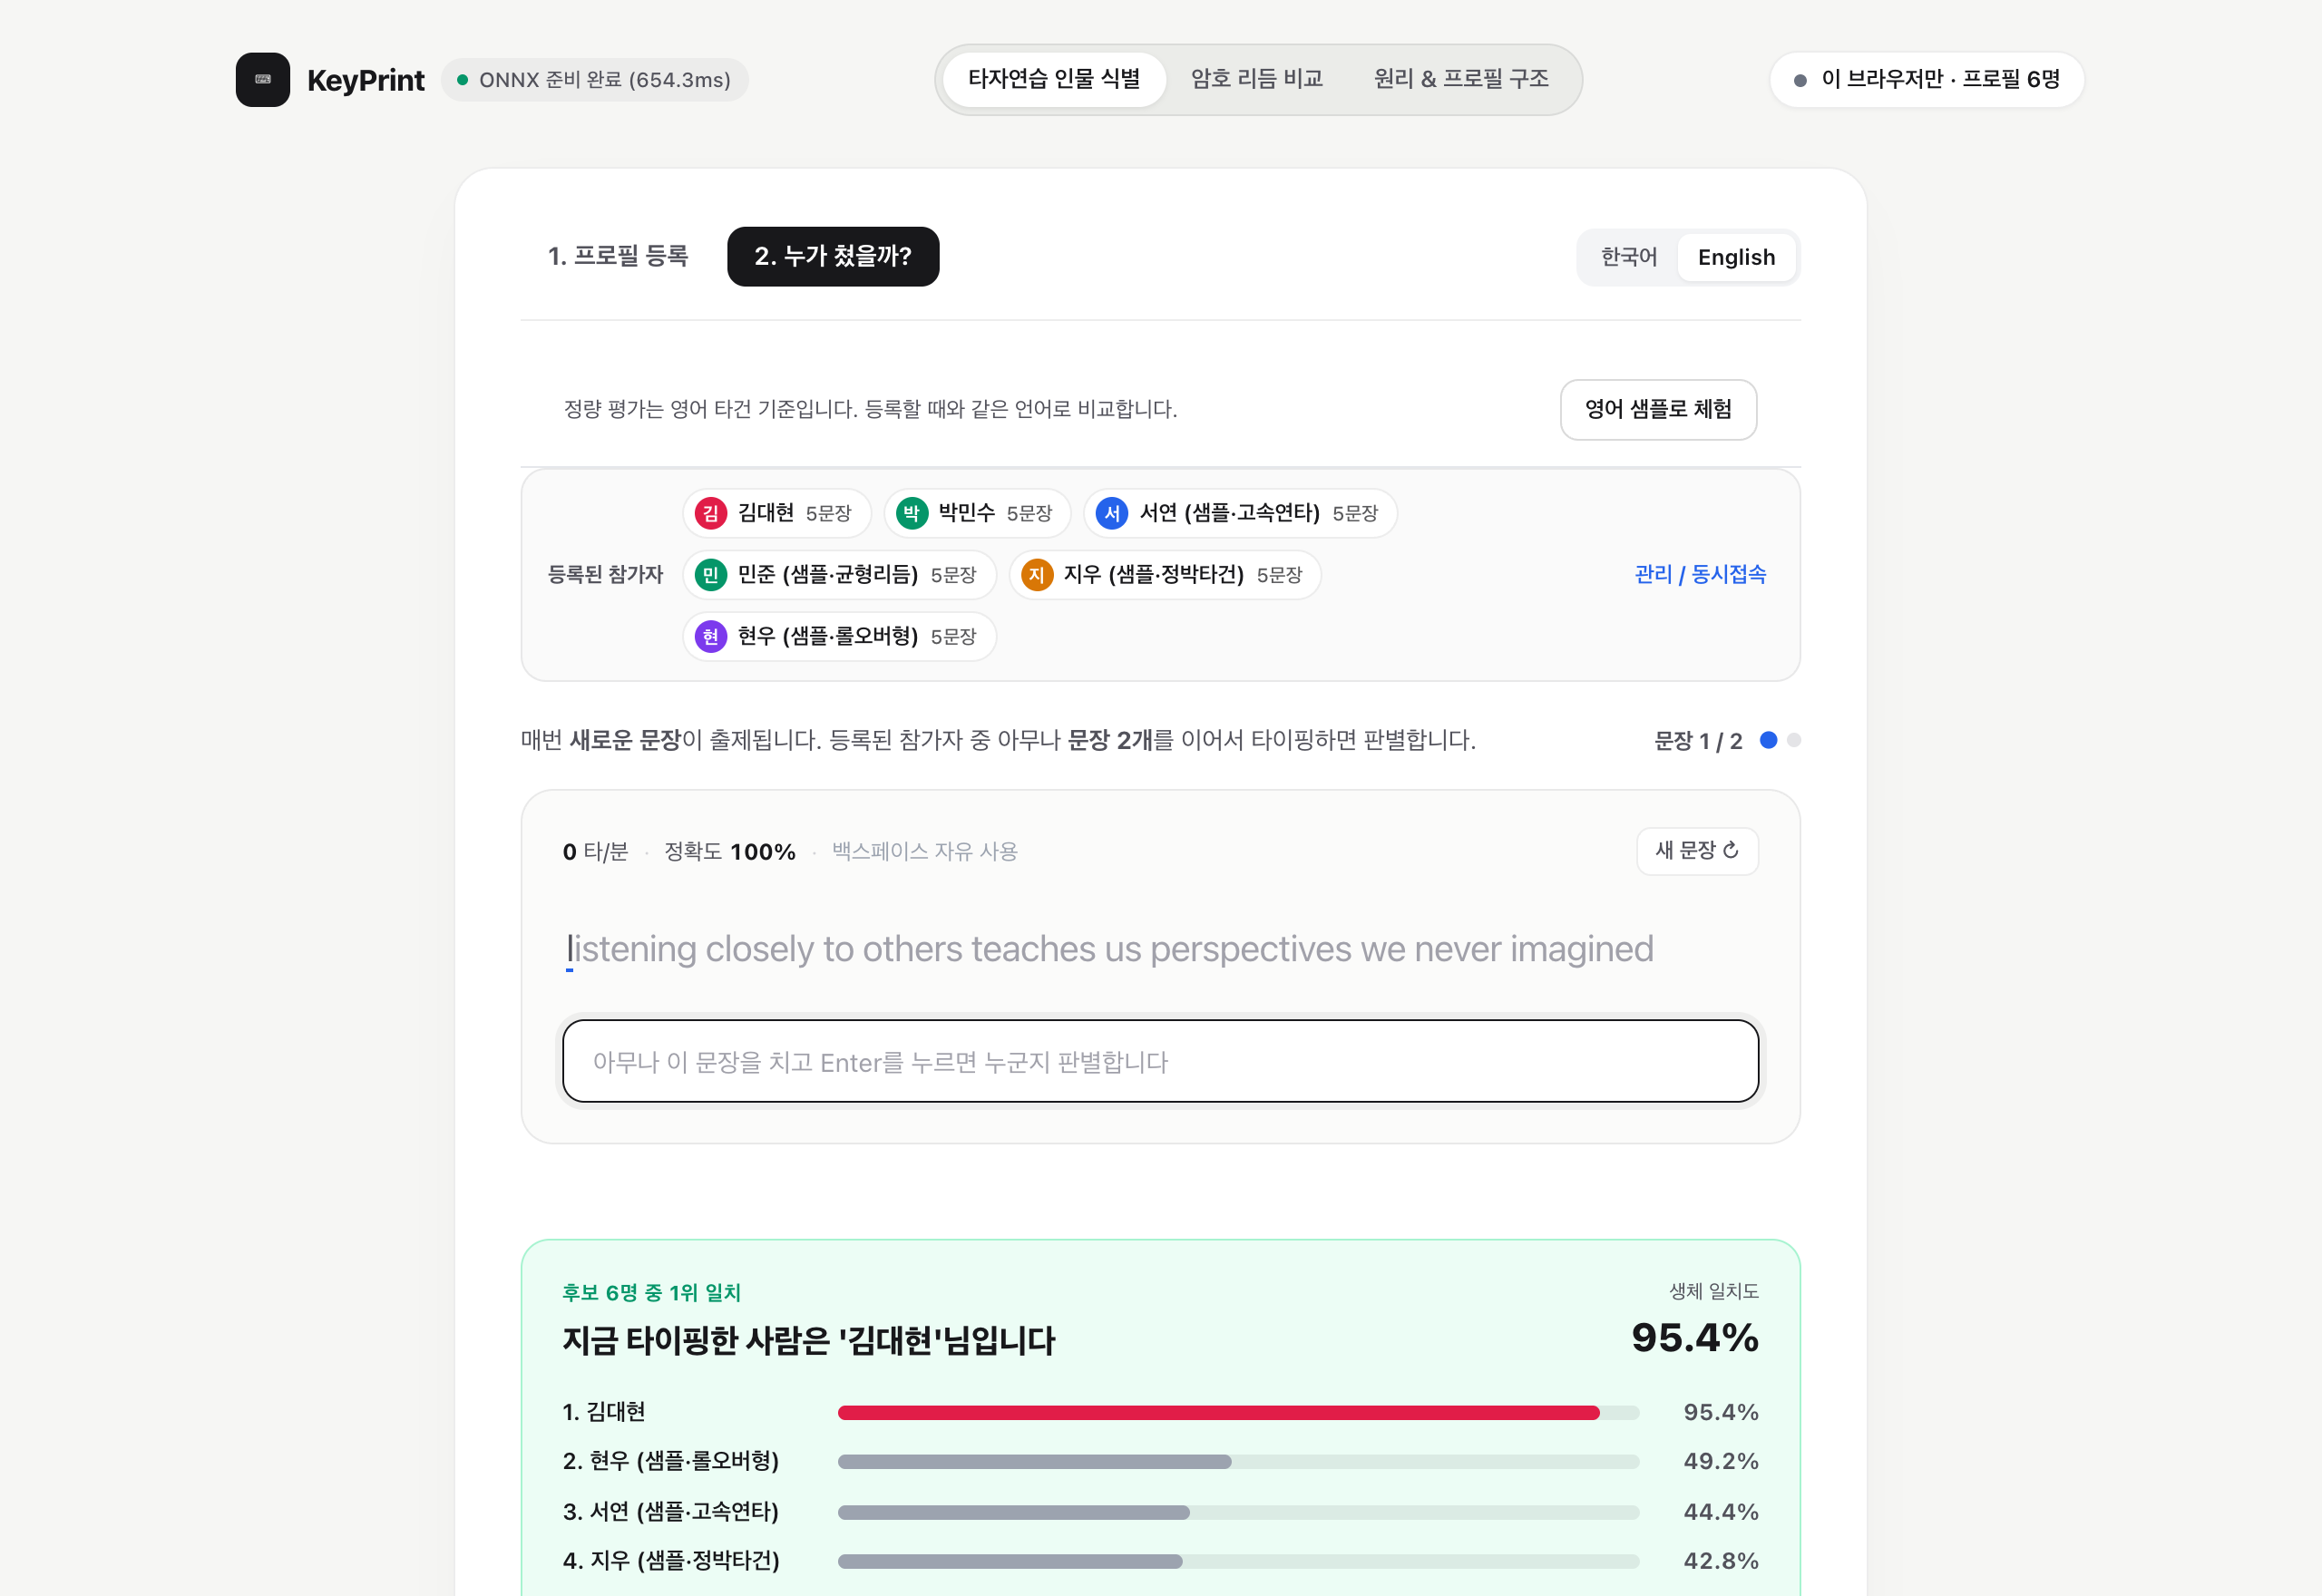 KeyPrint
ONNX 준비 완료 (654.3ms)
타자연습 인물 식별
암호 리듬 비교
원리 & 프로필 구조
이 브라우저만 · 프로필 6명
1. 프로필 등록
2. 누가 쳤을까?
한국어
English
정량 평가는 영어 타건 기준입니다. 등록할 때와 같은 언어로 비교합니다.
영어 샘플로 체험
등록된 참가자
김 김대현 5문장
박 박민수 5문장
서 서연 (샘플·고속연타) 5문장
민 민준 (샘플·균형리듬) 5문장
지 지우 (샘플·정박타건) 5문장
현 현우 (샘플·롤오버형) 5문장
관리 / 동시접속
매번 새로운 문장이 출제됩니다. 등록된 참가자 중 아무나 문장 2개를 이어서 타이핑하면 판별합니다.
문장 1 / 2
0 타/분 · 정확도 100% · 백스페이스 자유 사용
새 문장 ↻
listening closely to others teaches us perspectives we never imagined
아무나 이 문장을 치고 Enter를 누르면 누군지 판별합니다
후보 6명 중 1위 일치
생체 일치도
지금 타이핑한 사람은 '김대현'님입니다
95.4%
1. 김대현 95.4%
2. 현우 (샘플·롤오버형) 49.2%
3. 서연 (샘플·고속연타) 44.4%
4. 지우 (샘플·정박타건) 42.8%